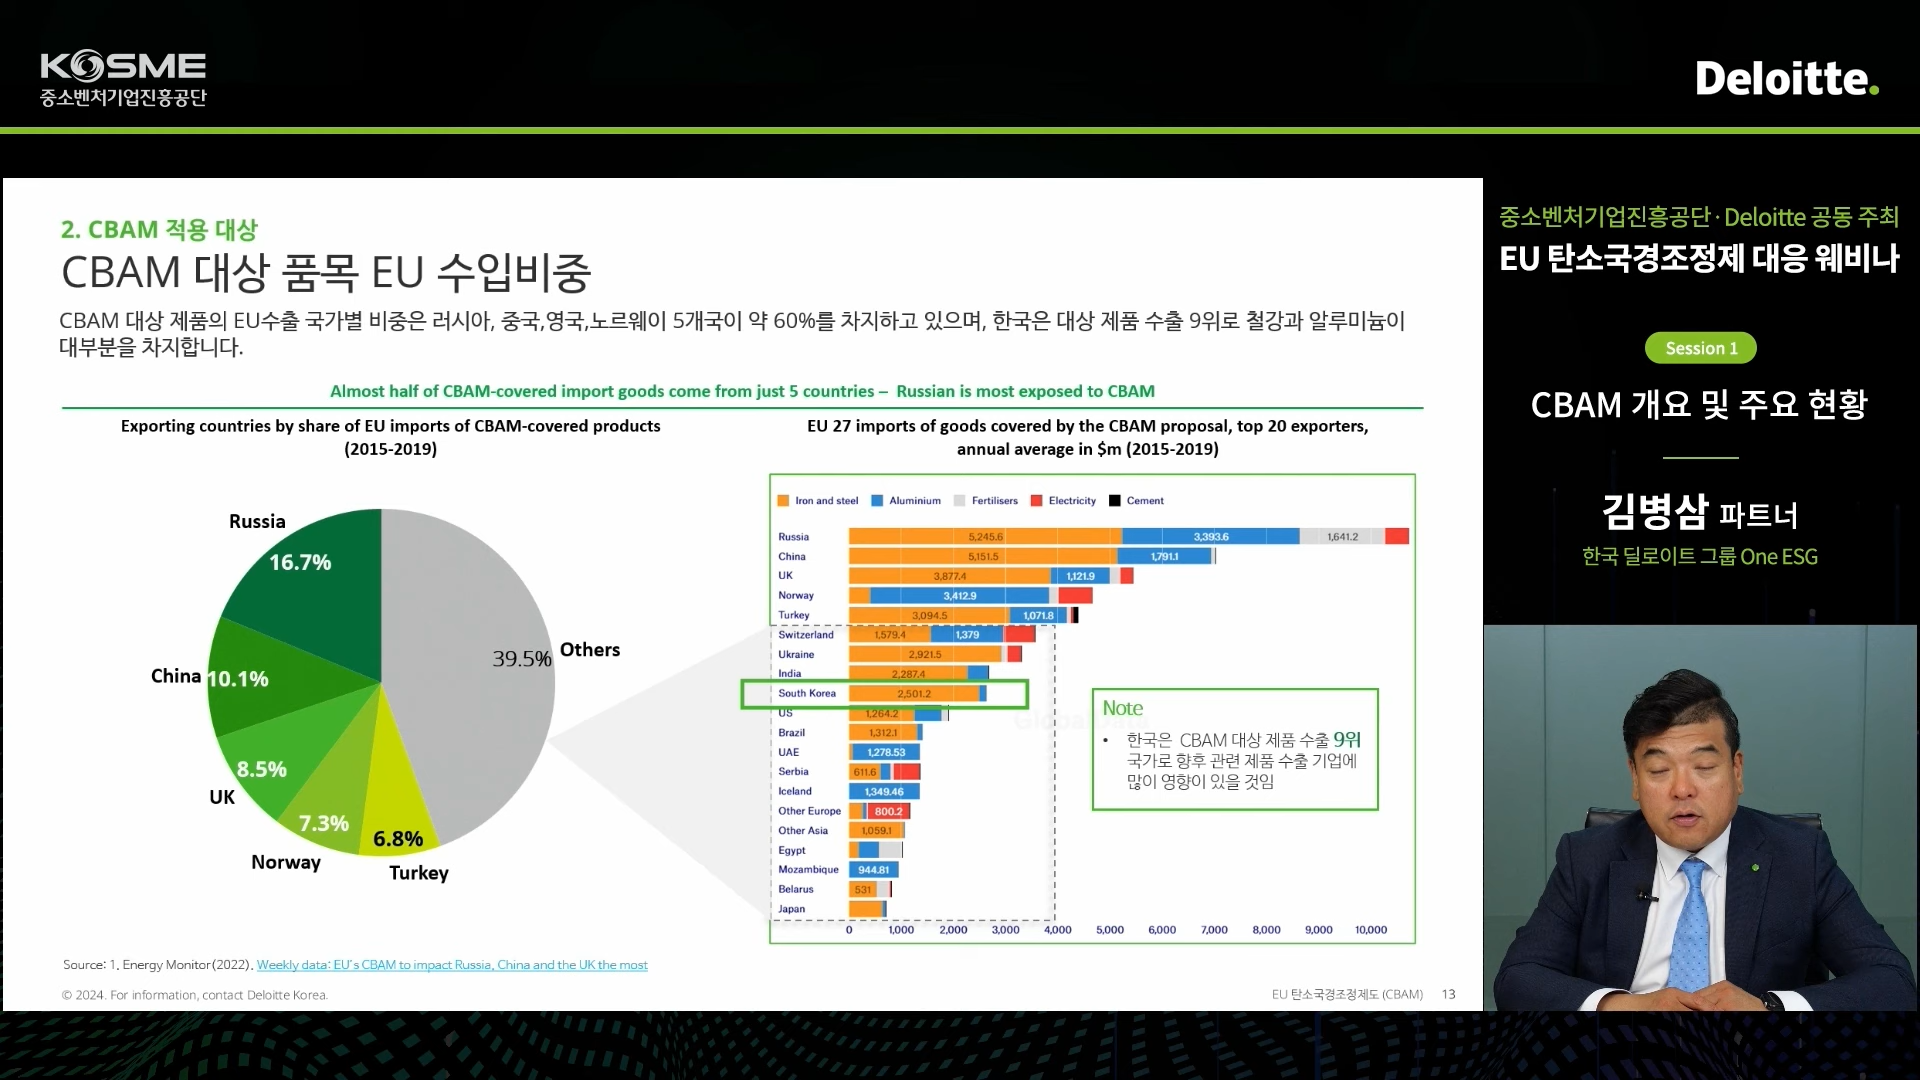 KOSME
중소벤처기업진흥공단
Deloitte.
2. CBAM 적용 대상
CBAM 대상 품목 EU 수입비중
CBAM 대상 제품의 EU수출 국가별 비중은 러시아, 중국,영국,노르웨이 5개국이 약 60%를 차지하고 있으며, 한국은 대상 제품 수출 9위로 철강과 알루미늄이
대부분을 차지합니다.
Almost half of CBAM-covered import goods come from just 5 countries – Russian is most exposed to CBAM
Exporting countries by share of EU imports of CBAM-covered products
(2015-2019)
Russia
16.7%
China 10.1%
8.5%
UK
7.3%
Norway
6.8%
Turkey
39.5% Others
EU 27 imports of goods covered by the CBAM proposal, top 20 exporters,
annual average in $m (2015-2019)
Iron and steel Aluminium Fertilisers Electricity Cement
Russia 5,245.6 3,393.6 1,641.2
China 5,151.5 1,791.1
UK 3,877.4 1,121.9
Norway 3,412.9
Turkey 3,094.5 1,071.8
Switzerland 1,579.4 1,379
Ukraine 2,921.5
India 2,287.4
South Korea 2,501.2
US 1,264.2
Brazil 1,312.1
UAE 1,278.53
Serbia 611.6
Iceland 1,349.46
Other Europe 800.2
Other Asia 1,059.1
Egypt
Mozambique 944.81
Belarus 531
Japan
0 1,000 2,000 3,000 4,000 5,000 6,000 7,000 8,000 9,000 10,000
GlobalData
Note
• 한국은 CBAM 대상 제품 수출 9위
국가로 향후 관련 제품 수출 기업에
많이 영향이 있을 것임
Source: 1. Energy Monitor(2022), Weekly data: EU's CBAM to impact Russia, China and the UK the most
© 2024. For information, contact Deloitte Korea.
EU 탄소국경조정제도 (CBAM) 13
중소벤처기업진흥공단 · Deloitte 공동 주최
EU 탄소국경조정제 대응 웨비나
Session 1
CBAM 개요 및 주요 현황
김병삼 파트너
한국 딜로이트 그룹 One ESG